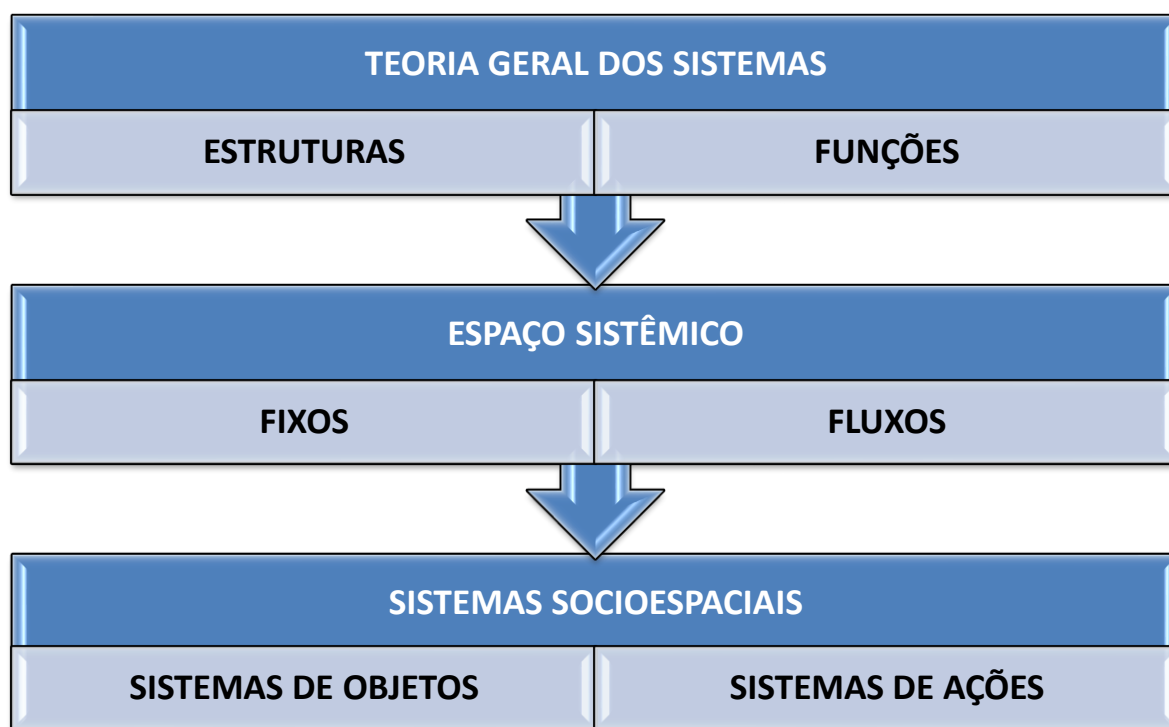 TEORIA GERAL DOS SISTEMAS
ESTRUTURAS
FUNÇÕES
ESPAÇO SISTÊMICO
FIXOS
FLUXOS
SISTEMAS SOCIOESPACIAIS
SISTEMAS DE OBJETOS
SISTEMAS DE AÇÕES